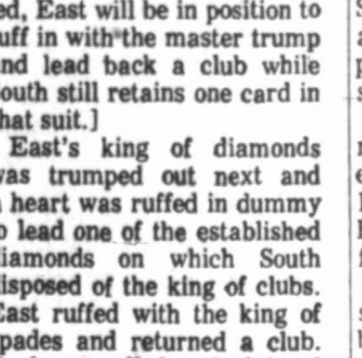 ed, East will be in position to
uff in with the master trump
nd lead back a club while
outh still retains one card in
hat suit.]
East's king of diamonds
was trumped out next and
heart was ruffed in dummy
o lead one of the established
iamonds on which South
isposed of the king of clubs.
East ruffed with the king of
pades and returned a club.